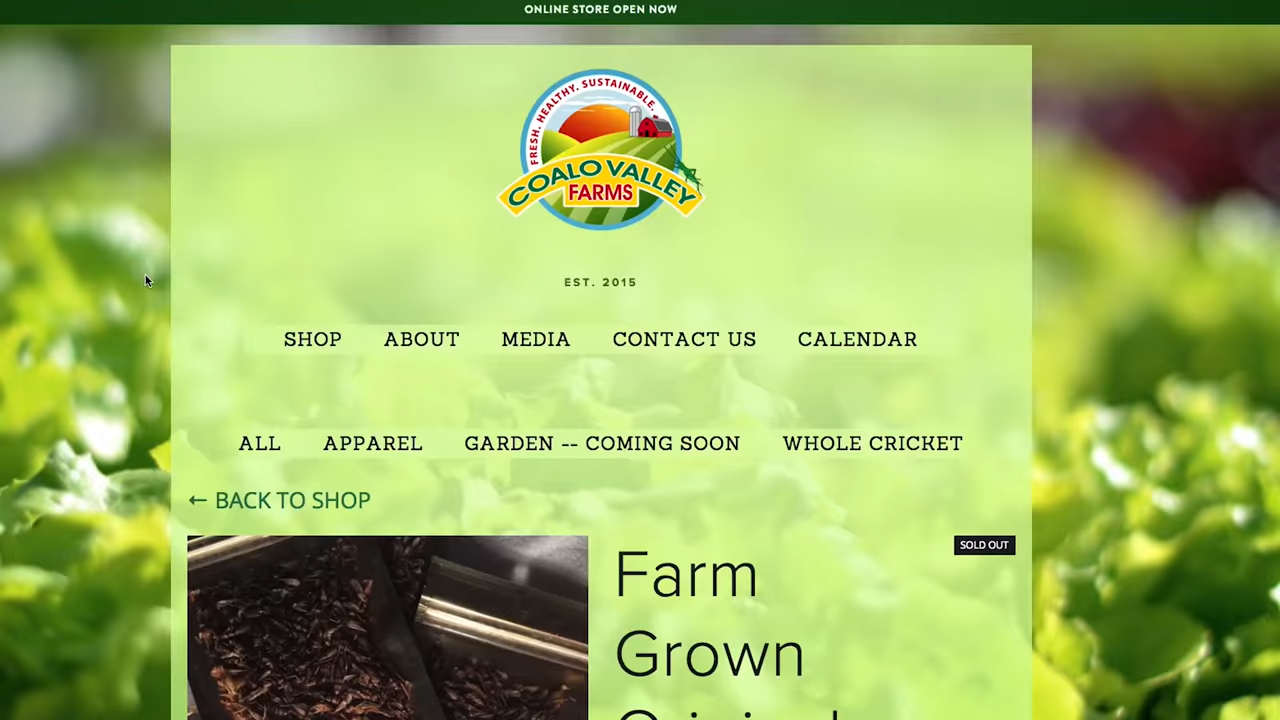 ONLINE STORE OPEN NOW
FRESH. HEALTHY. SUSTAINABLE.
COALO VALLEY
FARMS
EST. 2015
SHOP ABOUT MEDIA CONTACT US CALENDAR
ALL APPAREL GARDEN -- COMING SOON WHOLE CRICKET
← BACK TO SHOP
SOLD OUT
Farm
Grown